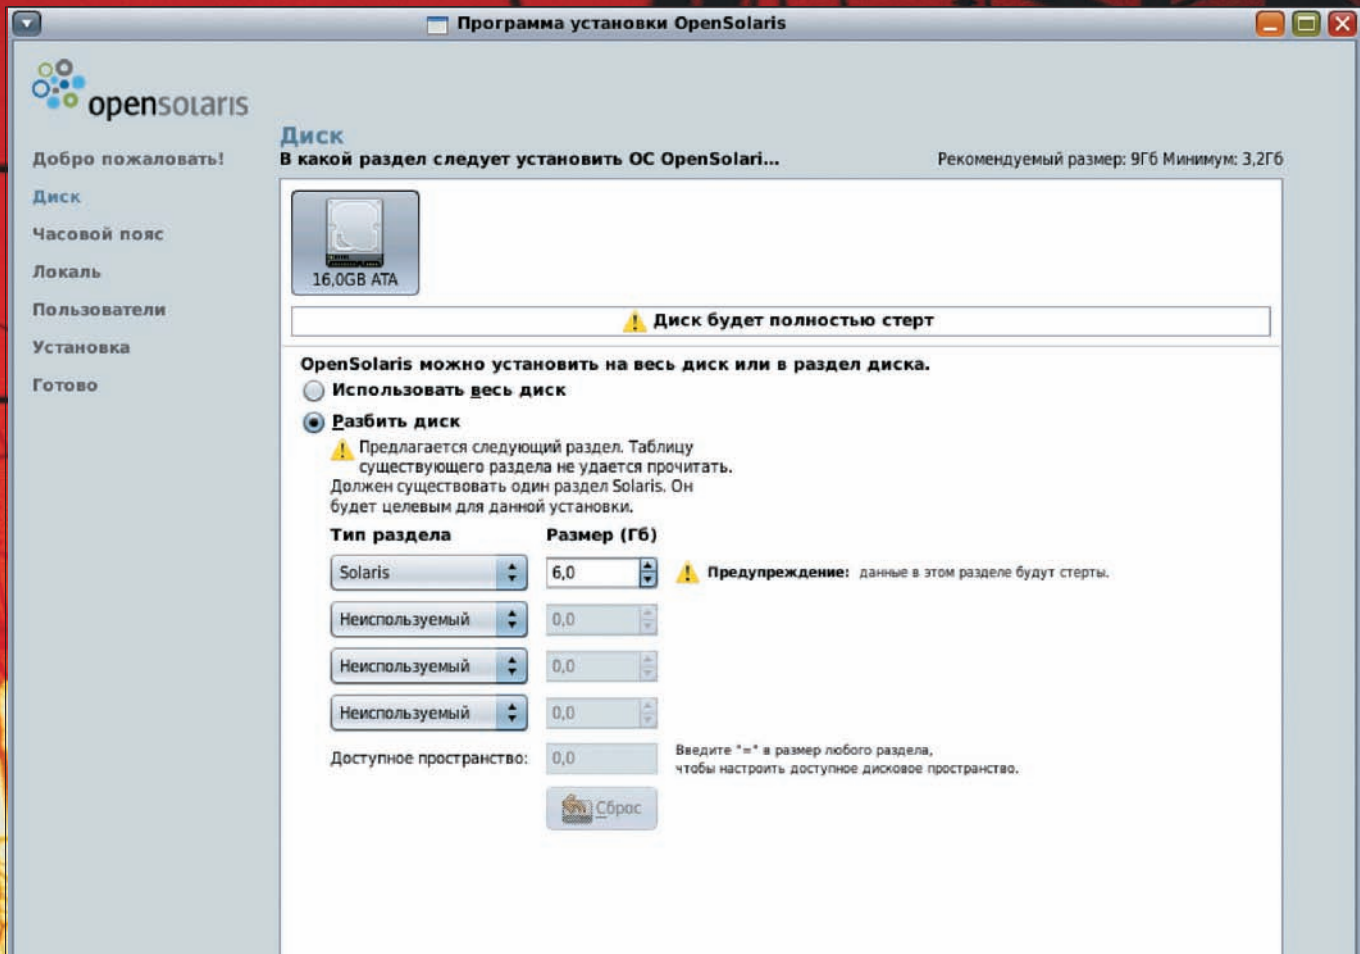 Программа установки OpenSolaris
opensolaris
Добро пожаловать!
Диск
Часовой пояс
Локаль
Пользователи
Установка
Готово
Диск
В какой раздел следует установить ОС OpenSolari...
Рекомендуемый размер: 9Гб Минимум: 3,2Гб
16,0GB ATA
Диск будет полностью стерт
OpenSolaris можно установить на весь диск или в раздел диска.
Использовать весь диск
Разбить диск
Предлагается следующий раздел. Таблицу
существующего раздела не удается прочитать.
Должен существовать один раздел Solaris. Он
будет целевым для данной установки.
Тип раздела Размер (Гб)
Solaris 6,0 Предупреждение: данные в этом разделе будут стерты.
Неиспользуемый 0,0
Неиспользуемый 0,0
Неиспользуемый 0,0
Доступное пространство: 0,0
Введите "=" в размер любого раздела,
чтобы настроить доступное дисковое пространство.
Сброс